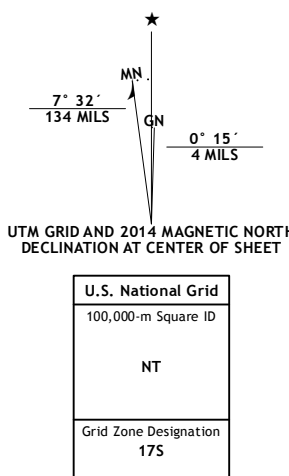 ★
MN
7° 32´
134 MILS
GN
0° 15´
4 MILS
UTM GRID AND 2014 MAGNETIC NORTH
DECLINATION AT CENTER OF SHEET
U.S. National Grid
100,000-m Square ID
NT
Grid Zone Designation
17S